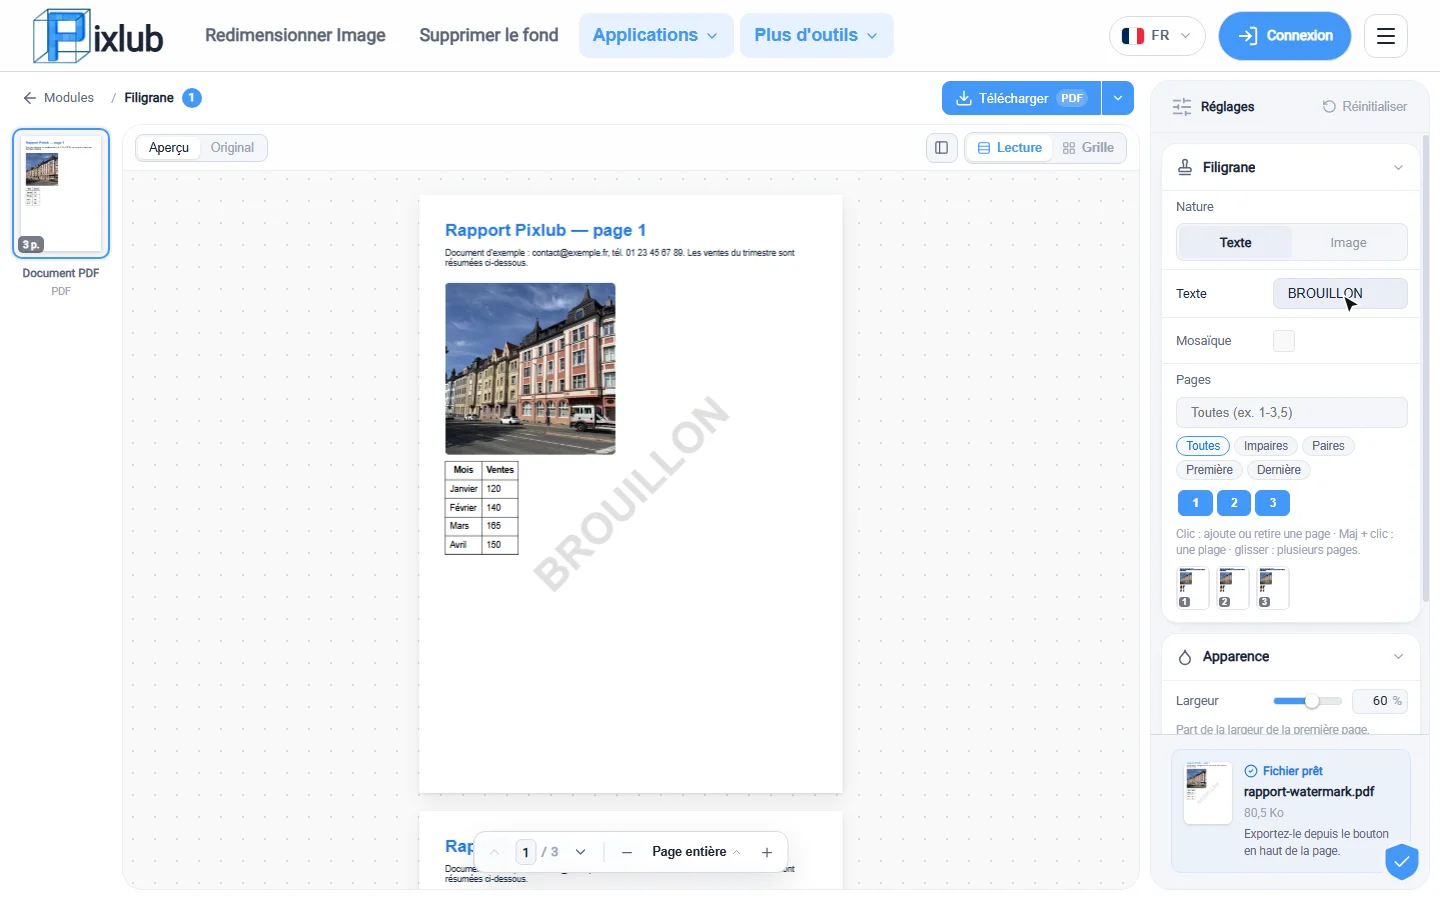 Pixlub
Redimensionner Image
Supprimer le fond
Applications
Plus d'outils
FR
Connexion
Modules / Filigrane 1
Télécharger PDF
Réglages
Réinitialiser
3 p.
Document PDF
PDF
Aperçu
Original
Lecture
Grille
Rapport Pixlub — page 1
Document d'exemple : contact@exemple.fr, tél. 01 23 45 67 89. Les ventes du trimestre sont
résumées ci-dessous.
Mois Ventes
Janvier 120
Février 140
Mars 165
Avril 150
BROUILLON
résumées ci-dessous.
1 / 3
Page entière
Filigrane
Nature
Texte
Image
Texte
BROUILLON
Mosaïque
Pages
Toutes (ex. 1-3,5)
Toutes
Impaires
Paires
Première
Dernière
1 2 3
Clic : ajoute ou retire une page · Maj + clic :
une plage · glisser : plusieurs pages.
1 2 3
Apparence
Largeur
60 %
Part de la largeur de la première page.
Fichier prêt
rapport-watermark.pdf
80,5 Ko
Exportez-le depuis le bouton
en haut de la page.